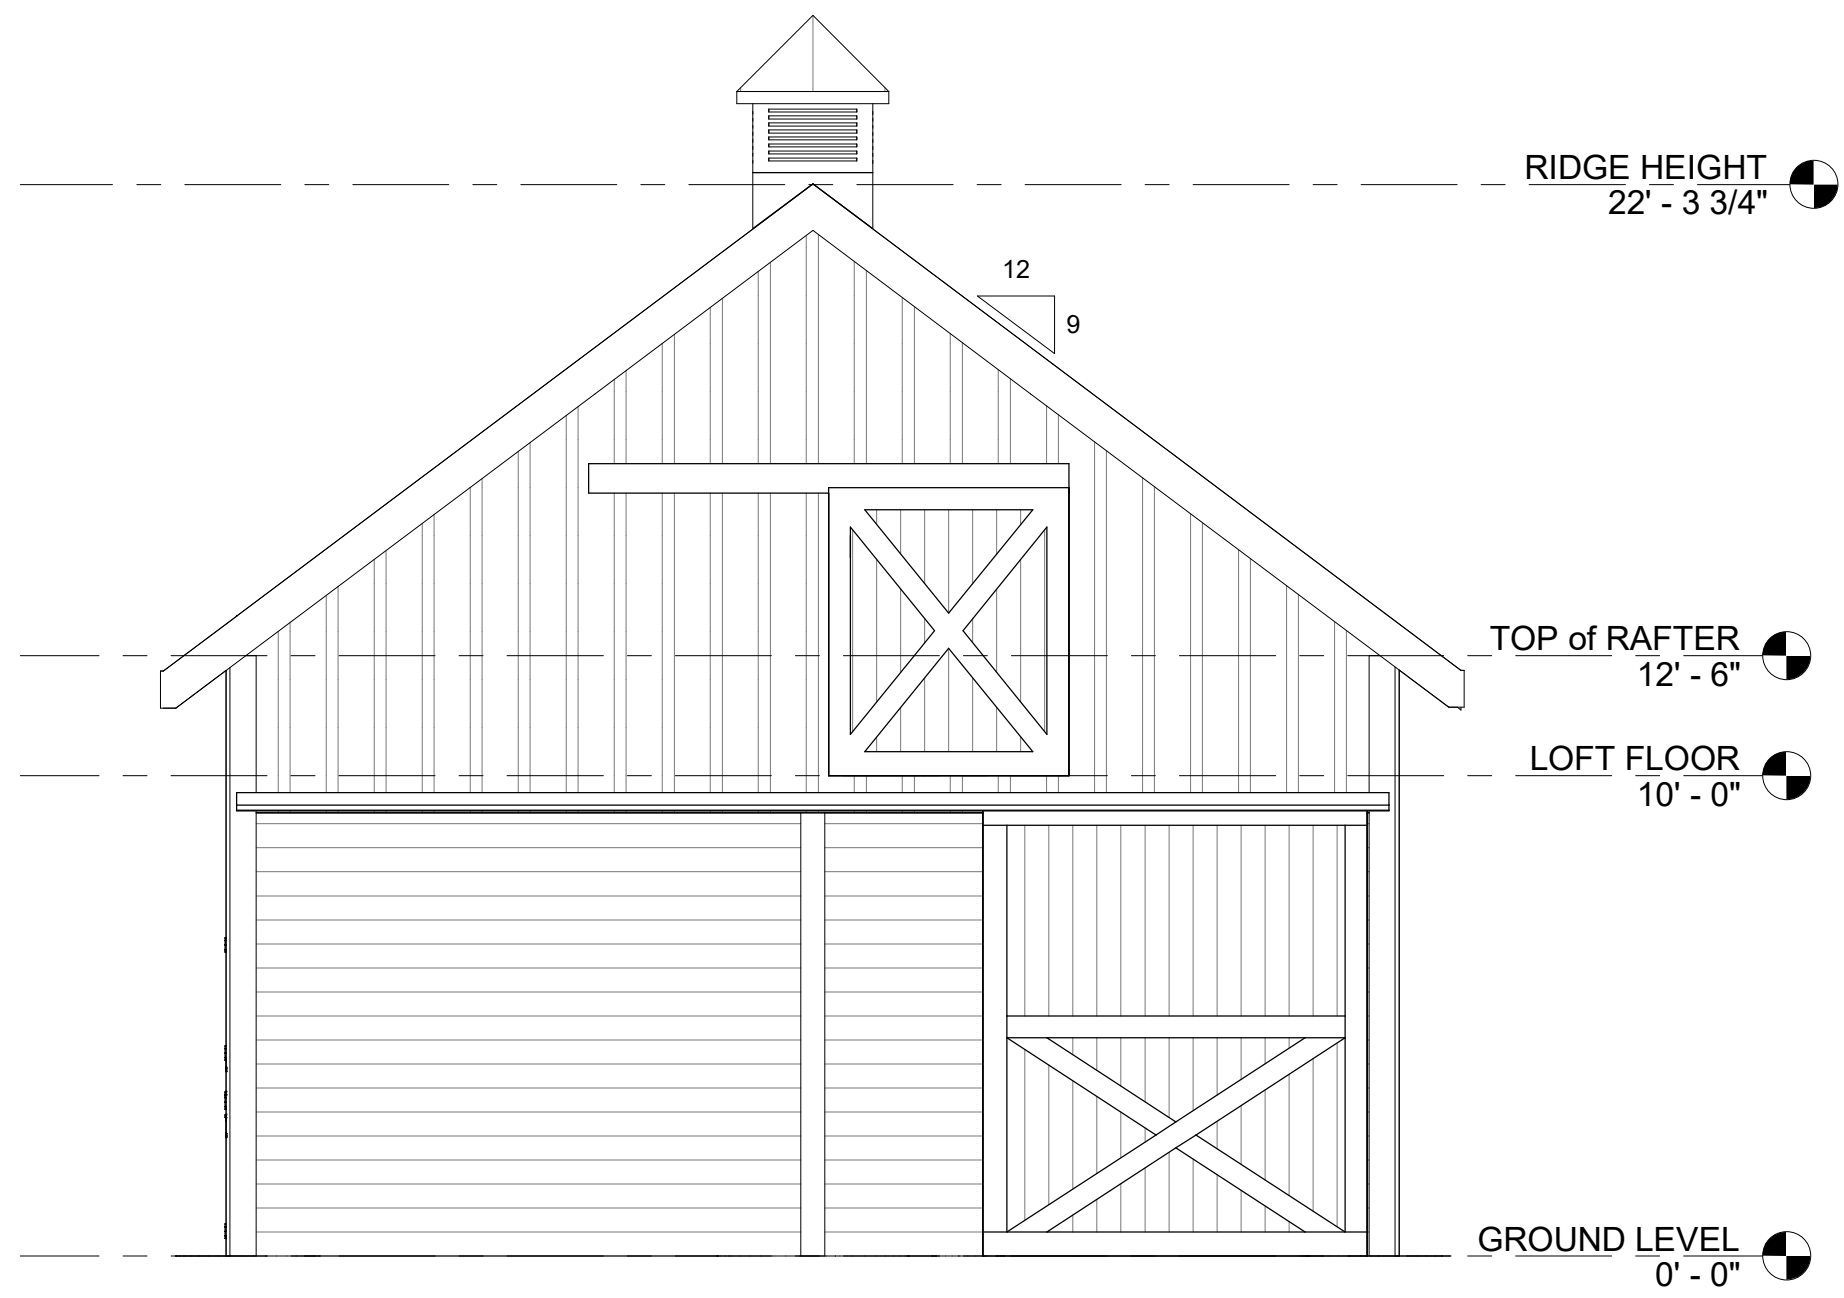 RIDGE HEIGHT
22' - 3 3/4"
12
9
TOP of RAFTER
12' - 6"
LOFT FLOOR
10' - 0"
GROUND LEVEL
0' - 0"